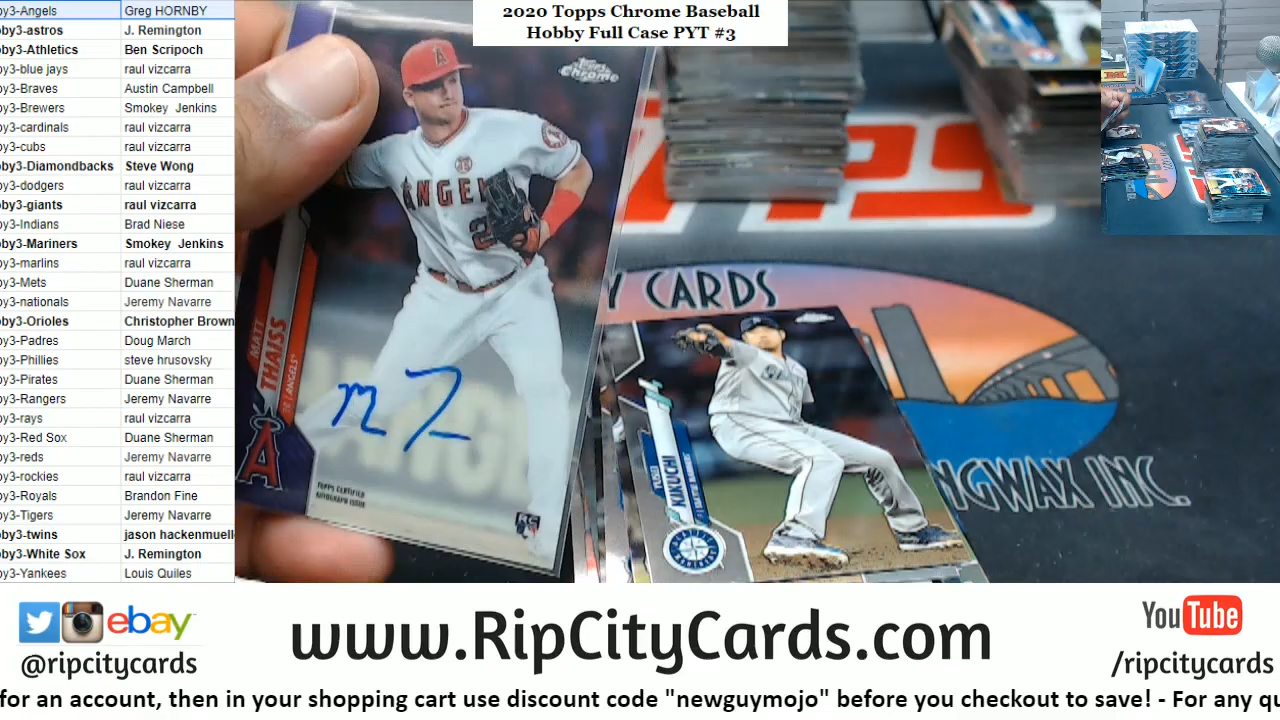 by3-Angels Greg HORNBY
by3-astros J. Remington
by3-Athletics Ben Scripoch
by3-blue jays raul vizcarra
by3-Braves Austin Campbell
by3-Brewers Smokey Jenkins
by3-cardinals raul vizcarra
by3-cubs raul vizcarra
by3-Diamondbacks Steve Wong
by3-dodgers raul vizcarra
by3-giants raul vizcarra
by3-Indians Brad Niese
by3-Mariners Smokey Jenkins
by3-marlins raul vizcarra
by3-Mets Duane Sherman
by3-nationals Jeremy Navarre
by3-Orioles Christopher Brown
by3-Padres Doug March
by3-Phillies steve hrusovsky
by3-Pirates Duane Sherman
by3-Rangers Jeremy Navarre
by3-rays raul vizcarra
by3-Red Sox Duane Sherman
by3-reds Jeremy Navarre
by3-rockies raul vizcarra
by3-Royals Brandon Fine
by3-Tigers Jeremy Navarre
by3-twins jason hackenmuell
by3-White Sox J. Remington
by3-Yankees Louis Quiles
2020 Topps Chrome Baseball
Hobby Full Case PYT #3
Topps
Chrome
A
ANGEL
2
MATT
THAISS
LA ANGELS
A
TOPPS CERTIFIED
AUTOGRAPH ISSUE
RC
Y CARDS
KIKUCHI
SEATTLE
NGWAX INC.
ebay
@ripcitycards
www.RipCityCards.com
YouTube
/ripcitycards
for an account, then in your shopping cart use discount code "newguymojo" before you checkout to save! - For any qu